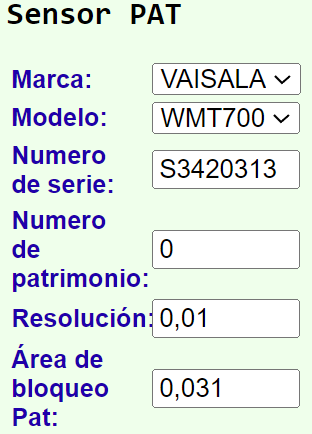 Sensor PAT
Marca: VAISALA
Modelo: WMT700
Numero
de serie: S3420313
Numero
de
patrimonio: 0
Resolución: 0,01
Área de
bloqueo 0,031
Pat: